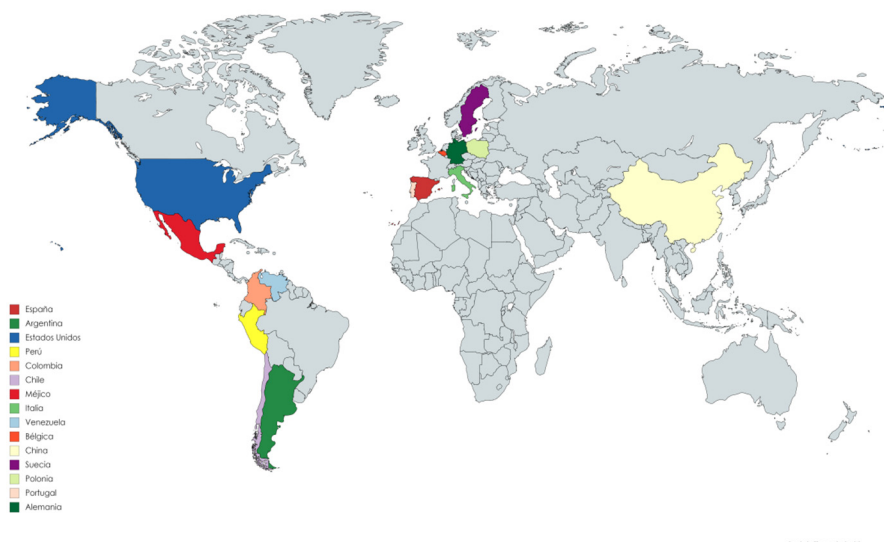 España
Argentina
Estados Unidos
Perú
Colombia
Chile
Méjico
Italia
Venezuela
Bélgica
China
Suecia
Polonia
Portugal
Alemania